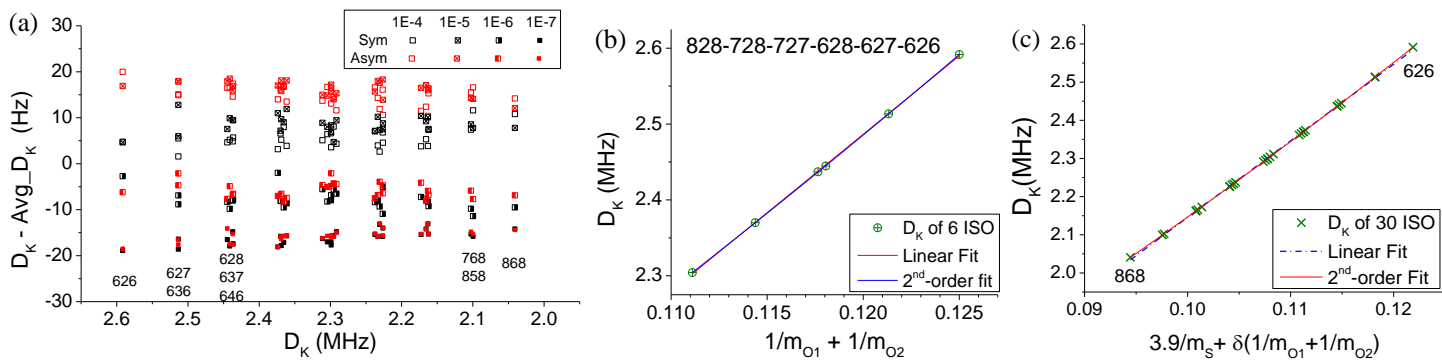 (a)
30
20
10
0
-10
-20
-30
D_K - Avg_D_K (Hz)
1E-4 1E-5 1E-6 1E-7
Sym
Asym
626
627
636
628
637
646
768
858
868
2.6 2.5 2.4 2.3 2.2 2.1 2.0
D_K (MHz)
(b)
828-728-727-628-627-626
2.6
2.5
2.4
2.3
D_K (MHz)
D_K of 6 ISO
Linear Fit
2nd-order fit
0.110 0.115 0.120 0.125
1/m_O1 + 1/m_O2
(c)
2.6
2.5
2.4
2.3
2.2
2.1
2.0
D_K(MHz)
626
868
D_K of 30 ISO
Linear Fit
2nd-order Fit
0.09 0.10 0.11 0.12
3.9/m_S+ δ(1/m_O1+1/m_O2)